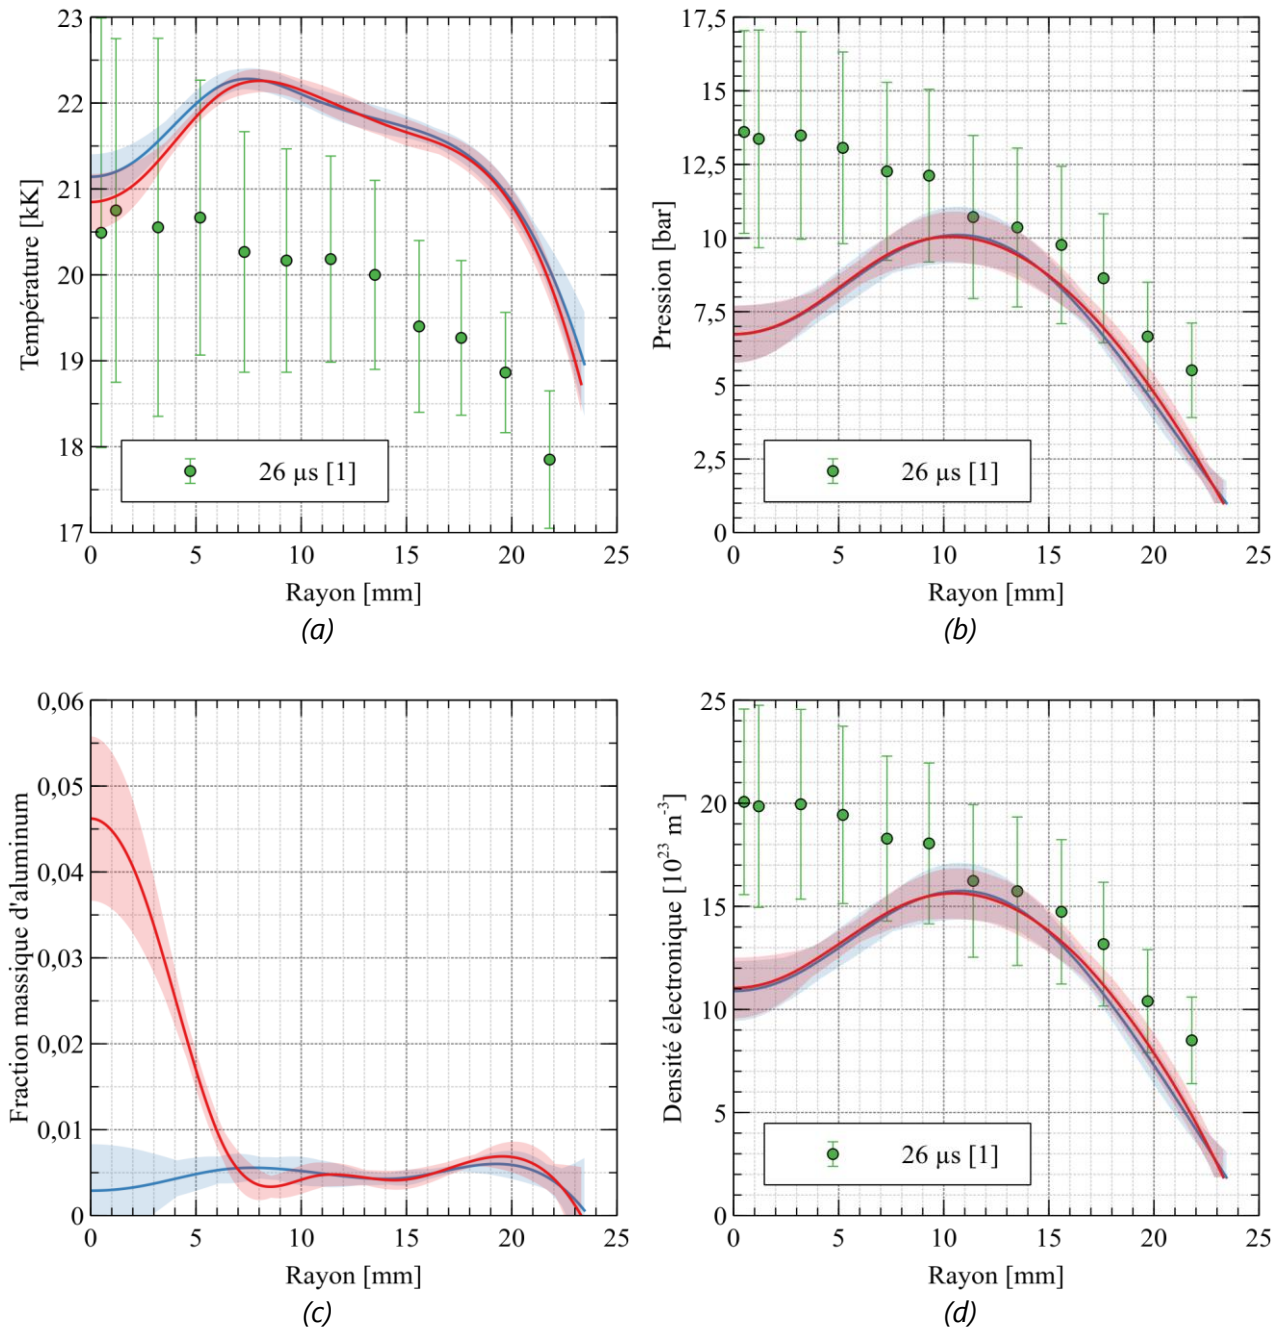 23
22
21
20
19
18
17
Température [kK]
26 µs [1]
0 5 10 15 20 25
Rayon [mm]
(a)
17,5
15
12,5
10
7,5
5
2,5
0
Pression [bar]
26 µs [1]
0 5 10 15 20 25
Rayon [mm]
(b)
0,06
0,05
0,04
0,03
0,02
0,01
0
Fraction massique d'aluminum
0 5 10 15 20 25
Rayon [mm]
(c)
25
20
15
10
5
0
Densité électronique [10²³ m⁻³]
26 µs [1]
0 5 10 15 20 25
Rayon [mm]
(d)